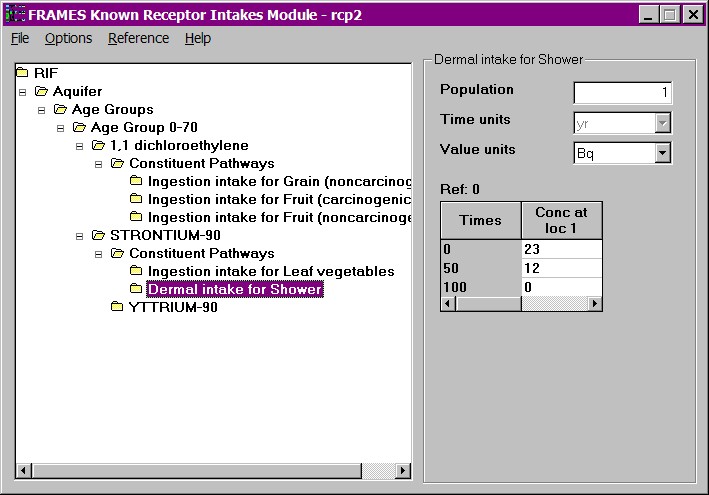 FRAMES Known Receptor Intakes Module - rcp2
File Options Reference Help
RIF
Aquifer
Age Groups
Age Group 0-70
1,1 dichloroethylene
Constituent Pathways
Ingestion intake for Grain (noncarcinog
Ingestion intake for Fruit (carcinogenic
Ingestion intake for Fruit (noncarcinoge
STRONTIUM-90
Constituent Pathways
Ingestion intake for Leaf vegetables
Dermal intake for Shower
YTTRIUM-90
Dermal intake for Shower
Population 1
Time units yr
Value units Bq
Ref: 0
Times Conc at loc 1
0 23
50 12
100 0